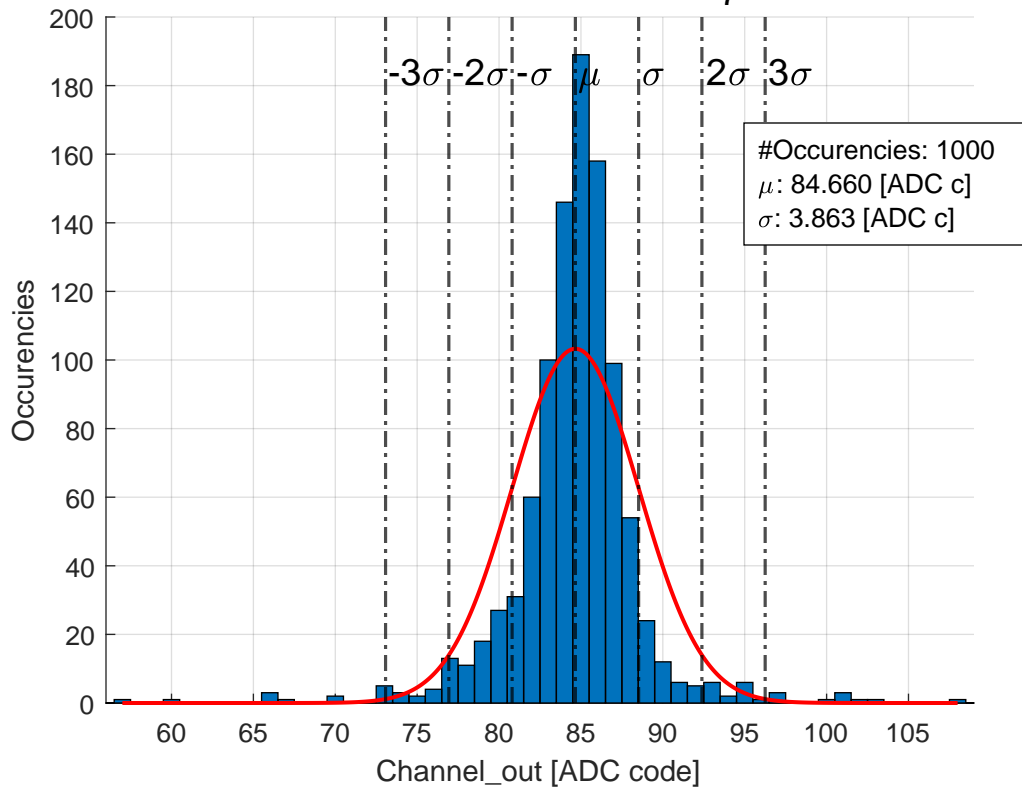 200
180
160
140
120
100
80
60
40
20
0
Occurencies
-3σ -2σ -σ μ σ 2σ 3σ
#Occurencies: 1000
μ: 84.660 [ADC c]
σ: 3.863 [ADC c]
60 65 70 75 80 85 90 95 100 105
Channel_out [ADC code]